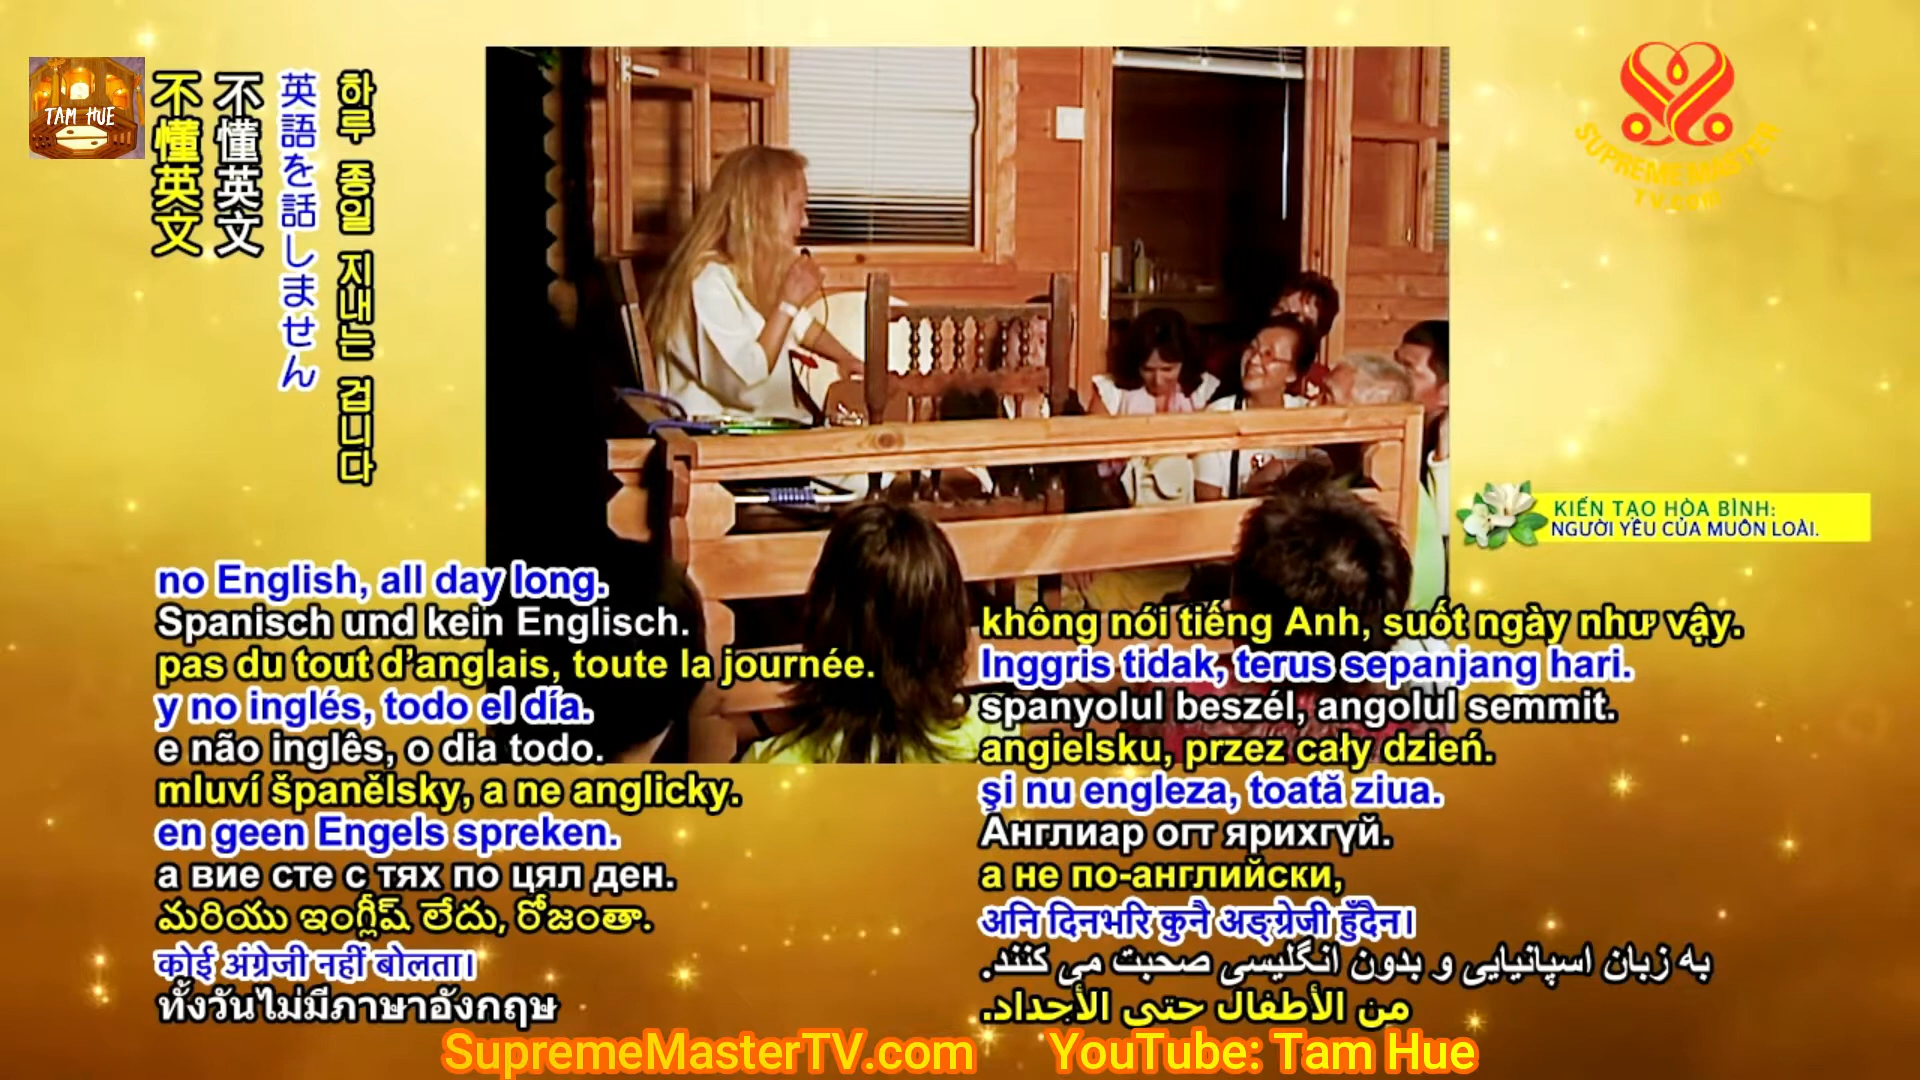 TAM HUE
不懂英文
不懂英文
英語を話しません
하루 종일 지내는 겁니다
SUPREME MASTER
TV.COM
KIẾN TẠO HÒA BÌNH:
NGƯỜI YÊU CỦA MUÔN LOÀI.
no English, all day long.
Spanisch und kein Englisch.
pas du tout d’anglais, toute la journée.
y no inglés, todo el día.
e não inglês, o dia todo.
mluví španělsky, a ne anglicky.
en geen Engels spreken.
а вие сте с тях по цял ден.
మరియు ఇంగ్లీష్ లేదు, రోజంతా.
कोई अंग्रेजी नहीं बोलता।
ทั้งวันไม่มีภาษาอังกฤษ
không nói tiếng Anh, suốt ngày như vậy.
Inggris tidak, terus sepanjang hari.
spanyolul beszél, angolul semmit.
angielsku, przez cały dzień.
şi nu engleza, toată ziua.
Англиар огт ярихгүй.
а не по-английски,
अनि दिनभरि कुनै अङ्ग्रेजी हुँदैन।
به زبان اسپانیایی و بدون انگلیسی صحبت می کنند.
من الأطفال حتى الأجداد.
SupremeMasterTV.com
YouTube: Tam Hue